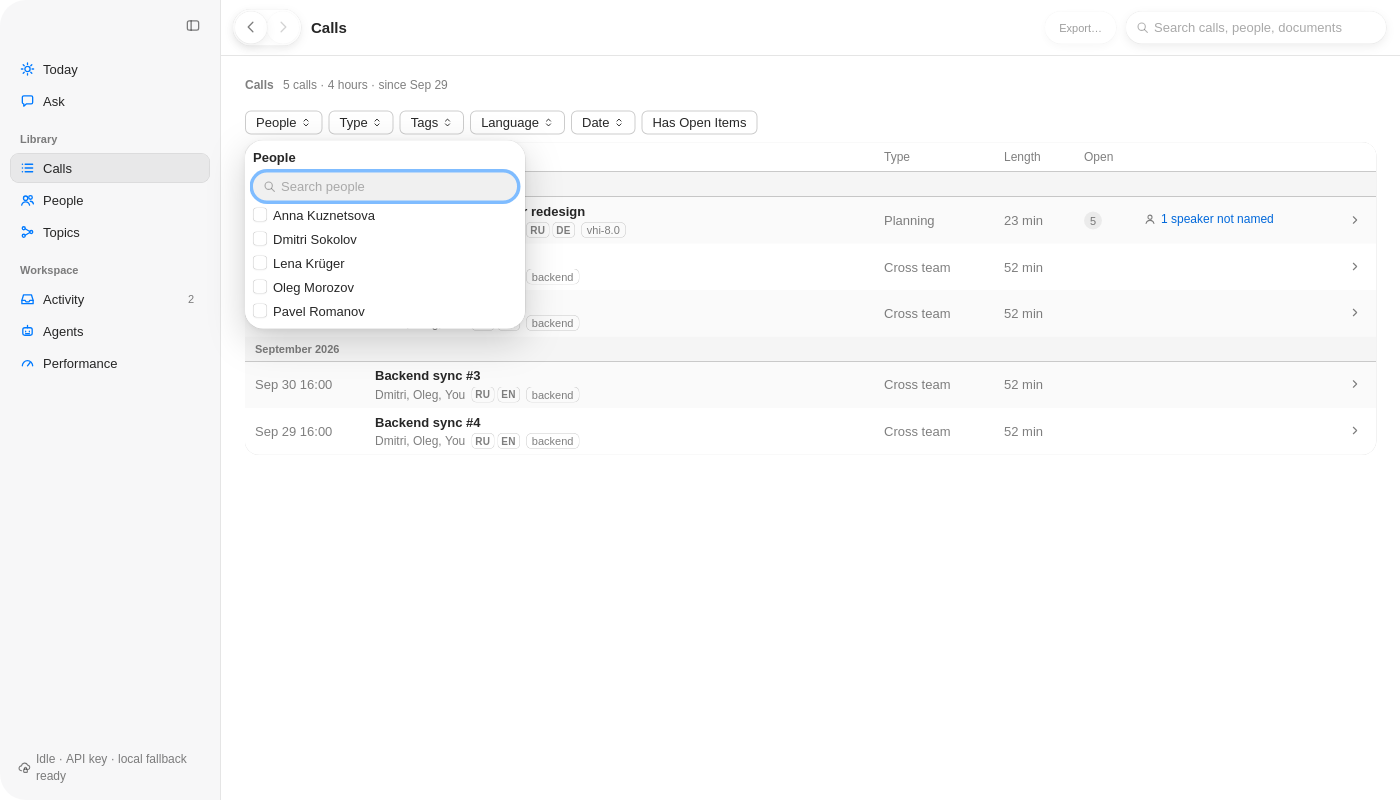 Calls
Export…
Search calls, people, documents
Today
Ask
Library
Calls
People
Topics
Workspace
Activity 2
Agents
Performance
Idle · API key · local fallback
ready
Calls 5 calls · 4 hours · since Sep 29
People Type Tags Language Date Has Open Items
People
Search people
Anna Kuznetsova
Dmitri Sokolov
Lena Krüger
Oleg Morozov
Pavel Romanov
Type Length Open
redesign
RU DE vhi-8.0
Planning 23 min 5 1 speaker not named
backend
Cross team 52 min
backend
Cross team 52 min
September 2026
Sep 30 16:00 Backend sync #3 Cross team 52 min
Dmitri, Oleg, You RU EN backend
Sep 29 16:00 Backend sync #4 Cross team 52 min
Dmitri, Oleg, You RU EN backend